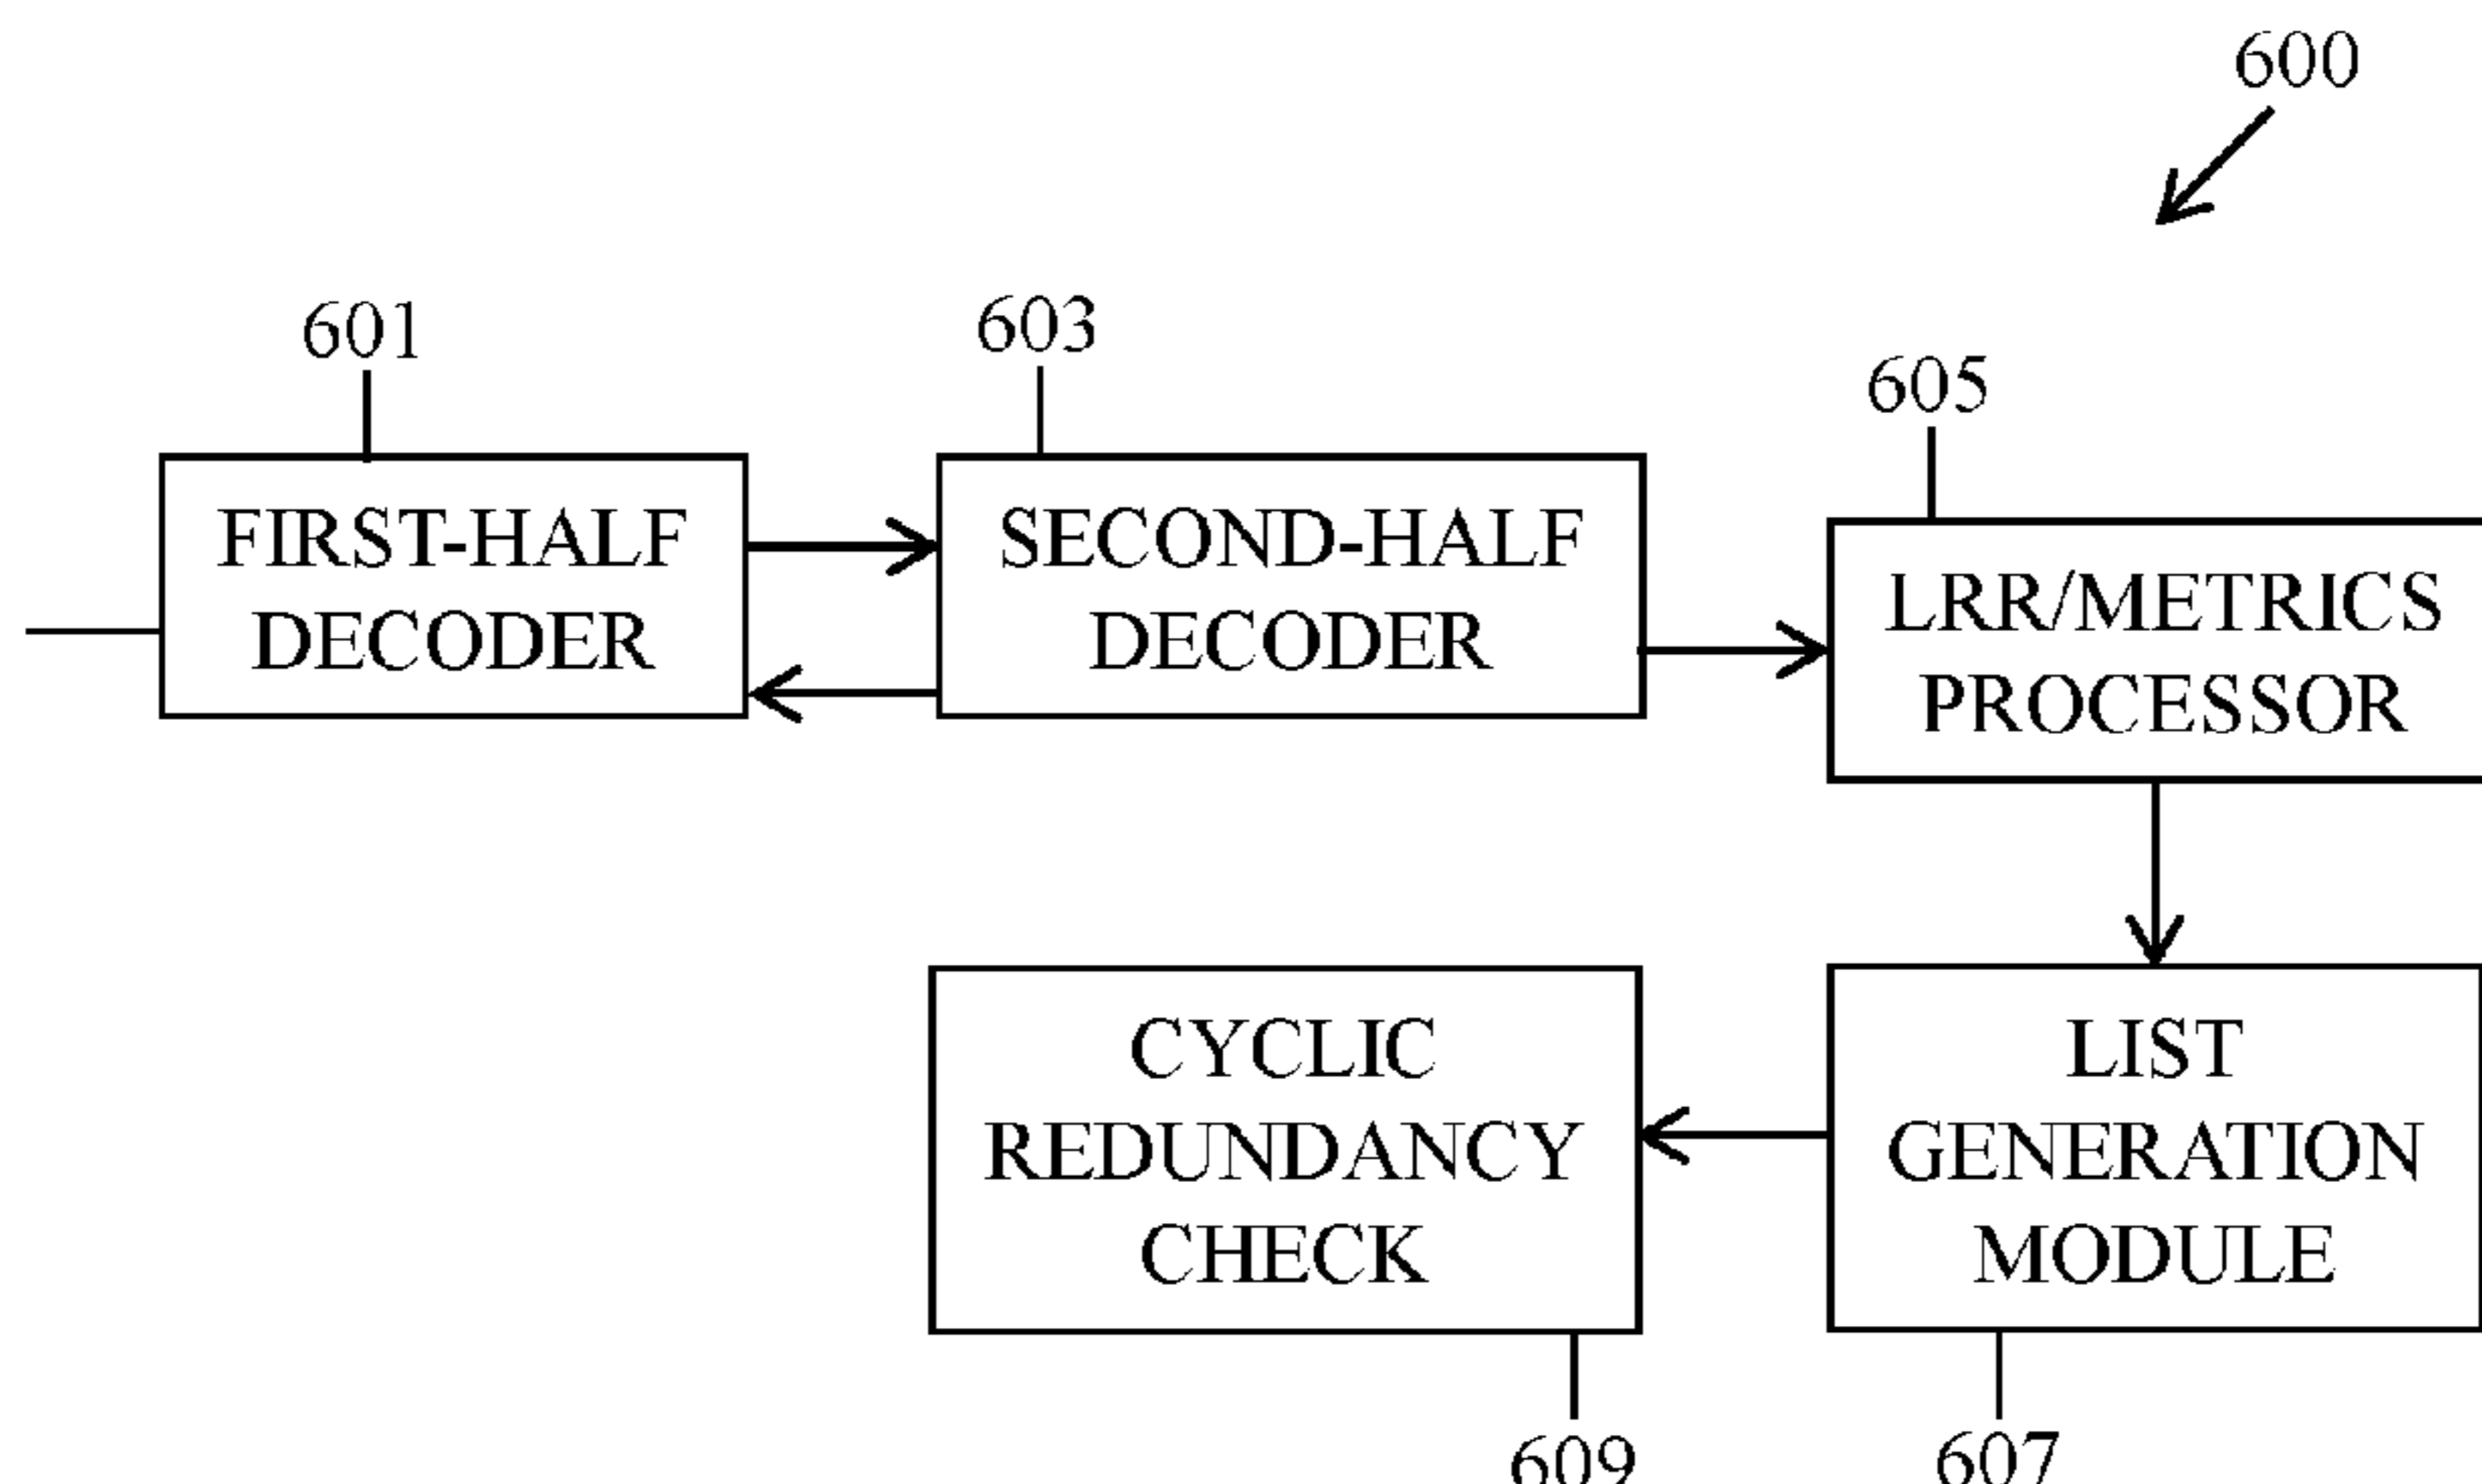 600
601
603
605
FIRST-HALF
DECODER
SECOND-HALF
DECODER
LRR/METRICS
PROCESSOR
CYCLIC
REDUNDANCY
CHECK
LIST
GENERATION
MODULE
609
607